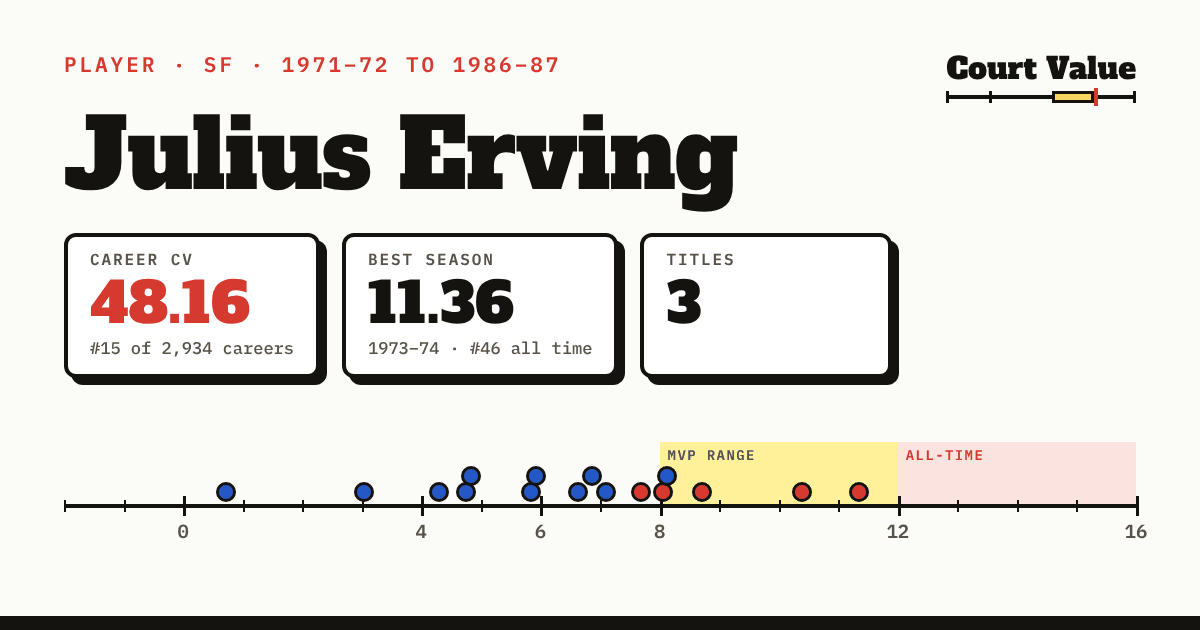 PLAYER · SF · 1971–72 TO 1986–87
Court Value
Julius Erving
CAREER CV
48.16
#15 of 2,934 careers
BEST SEASON
11.36
1973–74 · #46 all time
TITLES
3
MVP RANGE
ALL-TIME
0 4 6 8 12 16